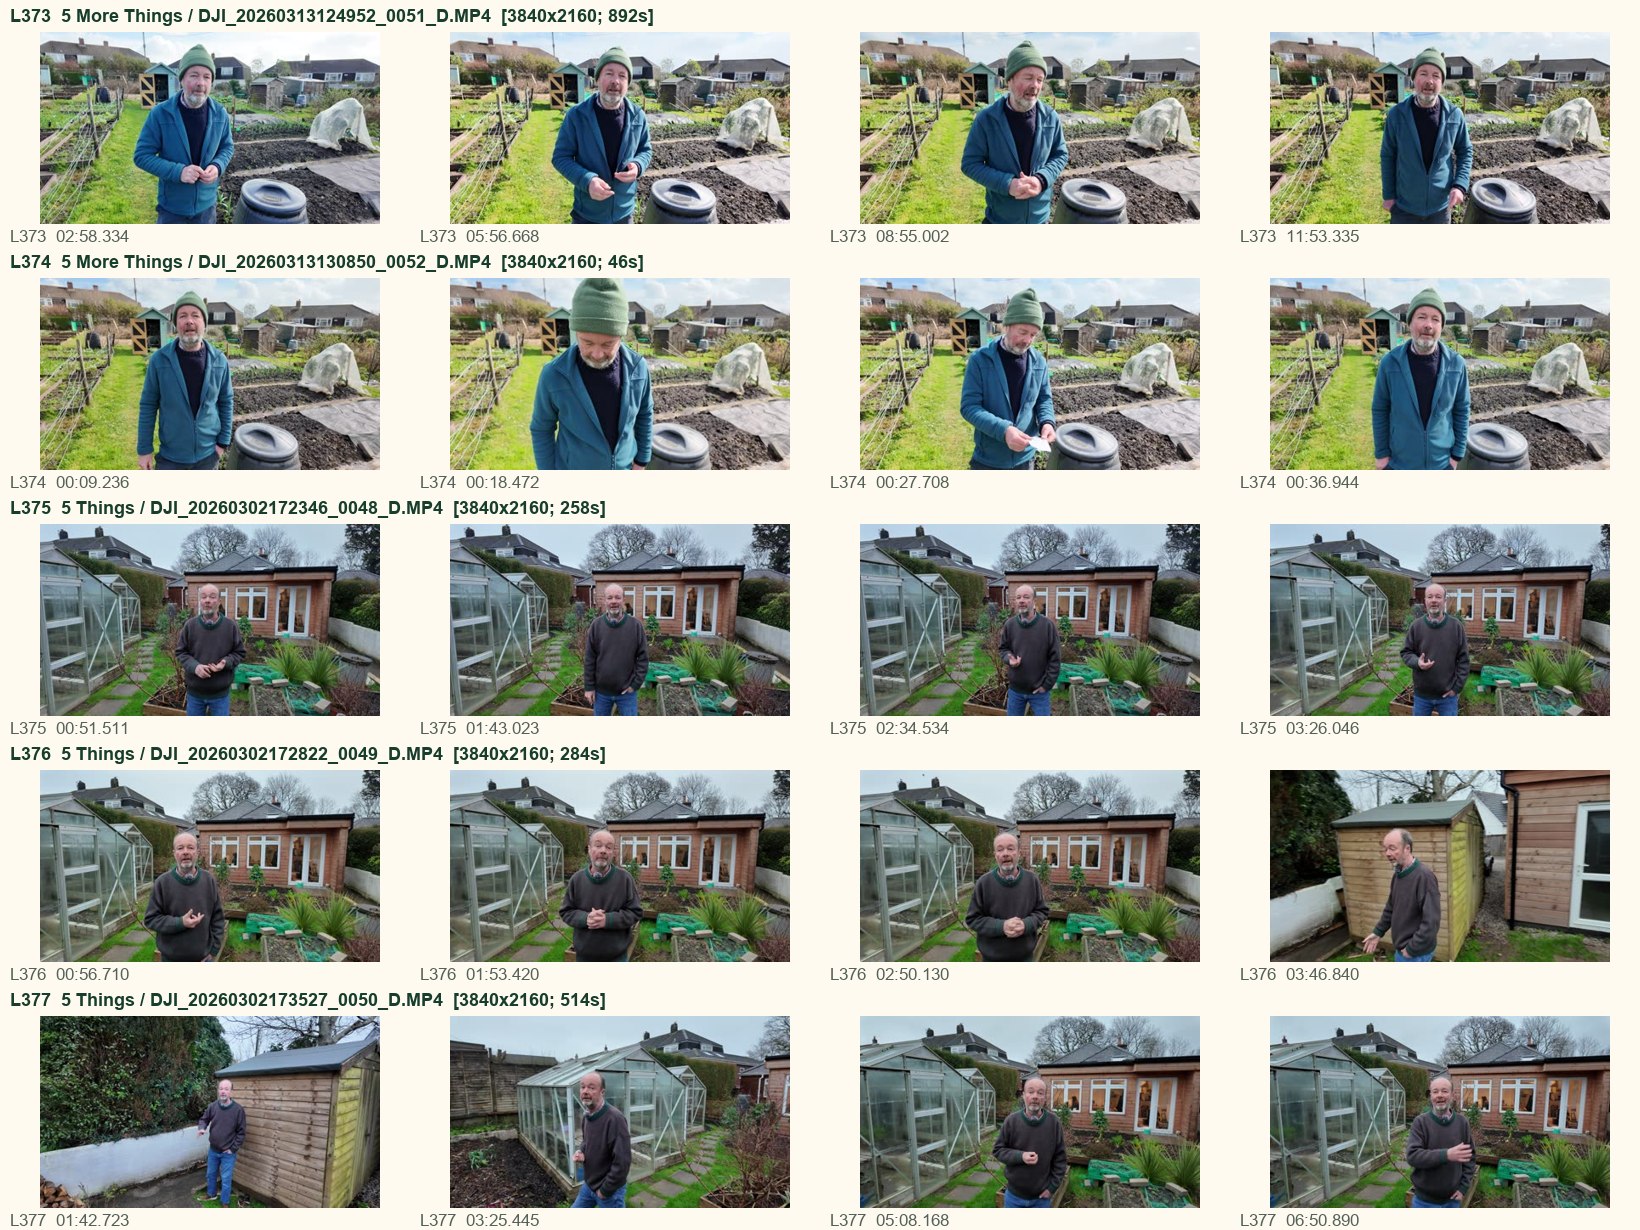 L373  5 More Things / DJI_20260313124952_0051_D.MP4  [3840x2160; 892s]
L373  02:58.334
L373  05:56.668
L373  08:55.002
L373  11:53.335
L374  5 More Things / DJI_20260313130850_0052_D.MP4  [3840x2160; 46s]
L374  00:09.236
L374  00:18.472
L374  00:27.708
L374  00:36.944
L375  5 Things / DJI_20260302172346_0048_D.MP4  [3840x2160; 258s]
L375  00:51.511
L375  01:43.023
L375  02:34.534
L375  03:26.046
L376  5 Things / DJI_20260302172822_0049_D.MP4  [3840x2160; 284s]
L376  00:56.710
L376  01:53.420
L376  02:50.130
L376  03:46.840
L377  5 Things / DJI_20260302173527_0050_D.MP4  [3840x2160; 514s]
L377  01:42.723
L377  03:25.445
L377  05:08.168
L377  06:50.890